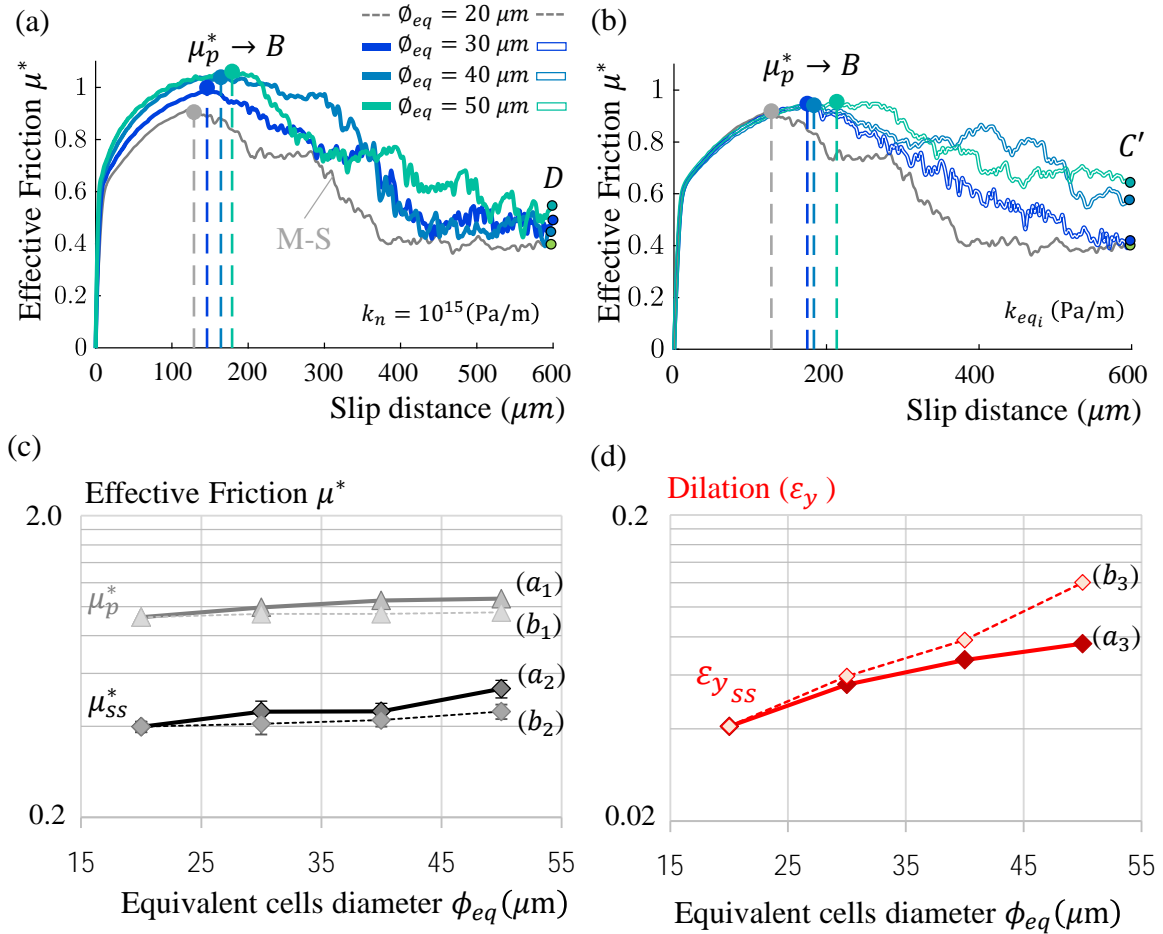 (a)
μ*p → B
ϕeq = 20 μm
ϕeq = 30 μm
ϕeq = 40 μm
ϕeq = 50 μm
Effective Friction μ*
1
0.8
0.6
0.4
0.2
0
M-S
D
kn = 10^15 (Pa/m)
0 100 200 300 400 500 600
Slip distance (μm)
(b)
μ*p → B
Effective Friction μ*
1
0.8
0.6
0.4
0.2
0
C′
keqi (Pa/m)
0 200 400 600
Slip distance (μm)
(c)
Effective Friction μ*
2.0
μ*p
(a1)
(b1)
μ*ss
(a2)
(b2)
0.2
15 25 35 45 55
Equivalent cells diameter ϕeq(μm)
(d)
Dilation (εy)
0.2
(b3)
(a3)
εyss
0.02
15 25 35 45 55
Equivalent cells diameter ϕeq(μm)